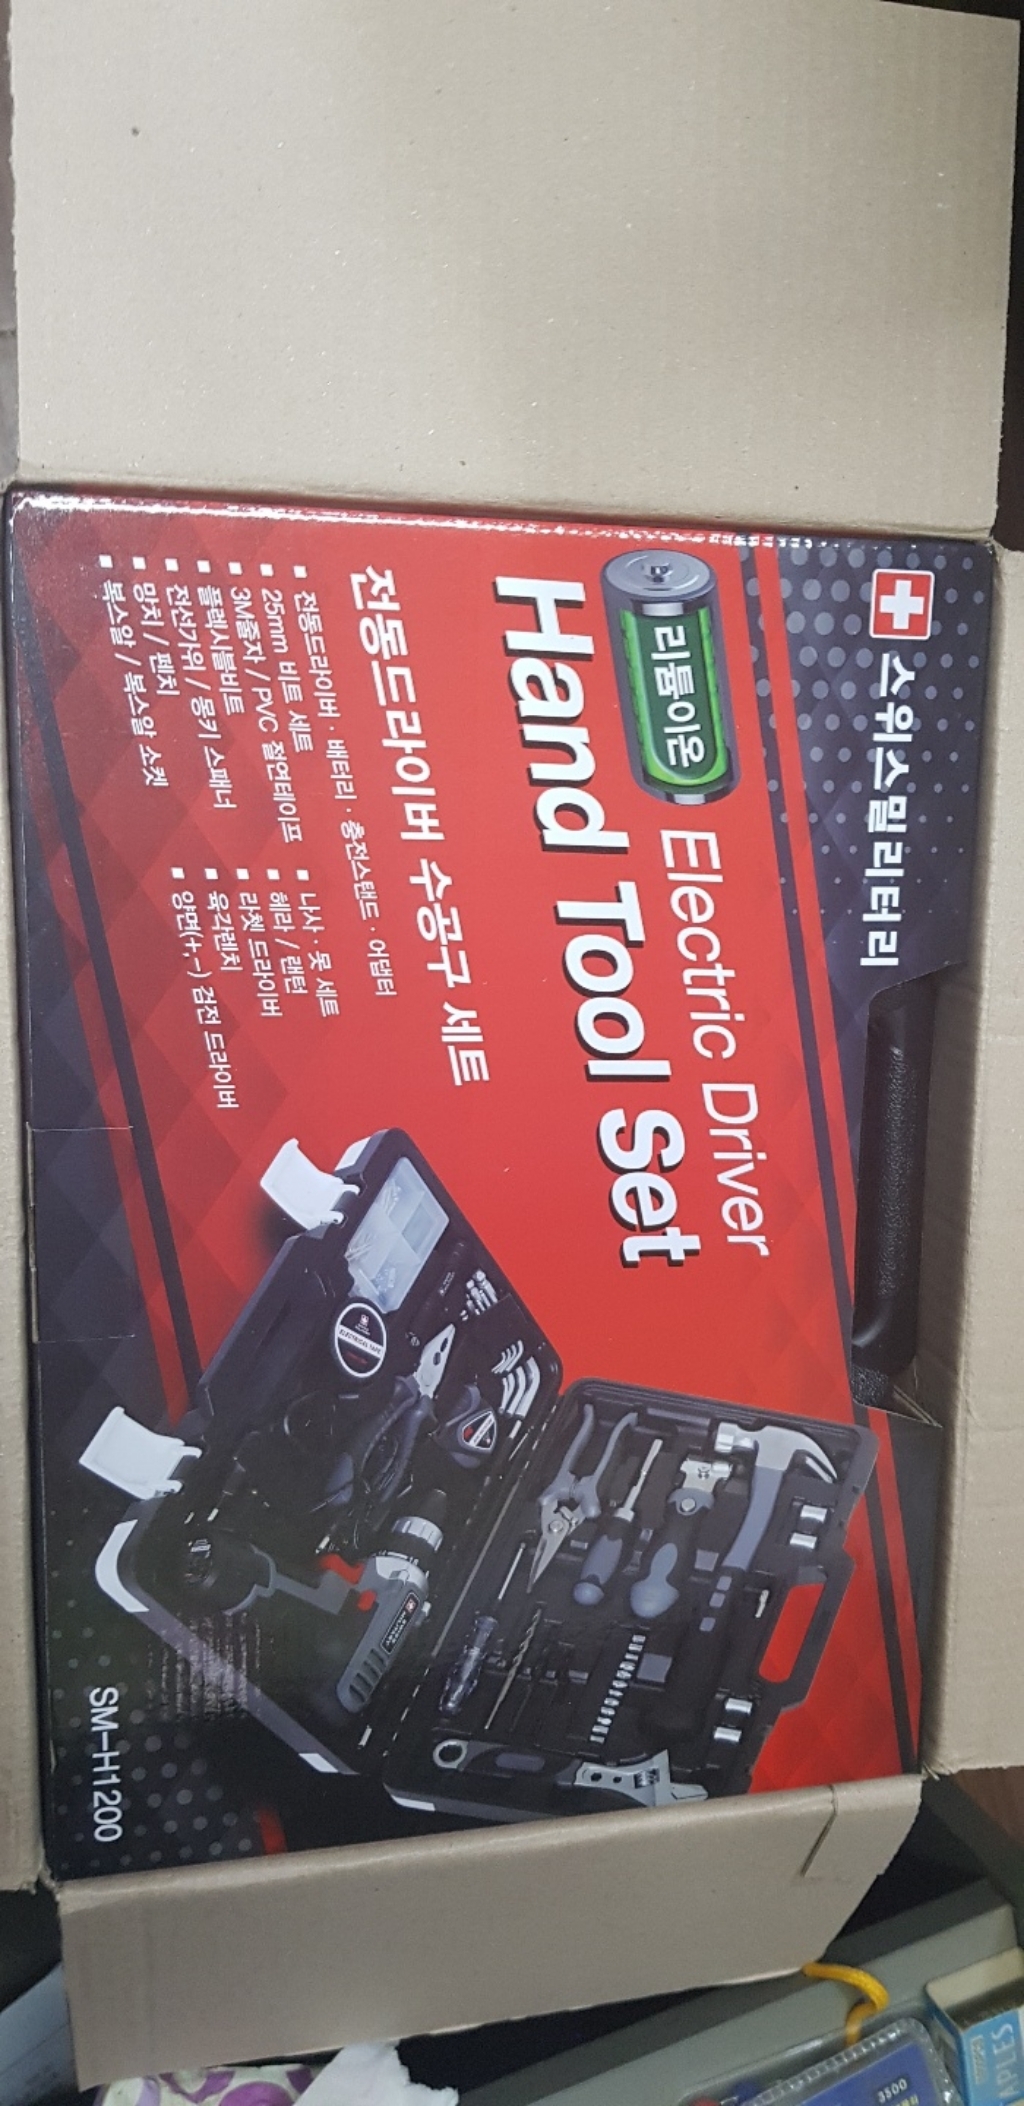 스위스밀리터리
리튬이온
Electric Driver
Hand Tool Set
전동드라이버 수공구 세트
■ 전동드라이버 · 배터리 · 충전스탠드 · 어댑터
■ 25mm 비트 세트
■ 3M줄자 / PVC 절연테이프
■ 플렉시블비트
■ 전선가위 / 몽키 스패너
■ 망치 / 펜치
■ 복스알 / 복스알 소켓
■ 나사 · 못 세트
■ 헤라 / 랜턴
■ 라쳇 드라이버
■ 육각렌치
■ 양면(+,-) 검전 드라이버
ELECTRICAL TAPE
SM-H1200
3500